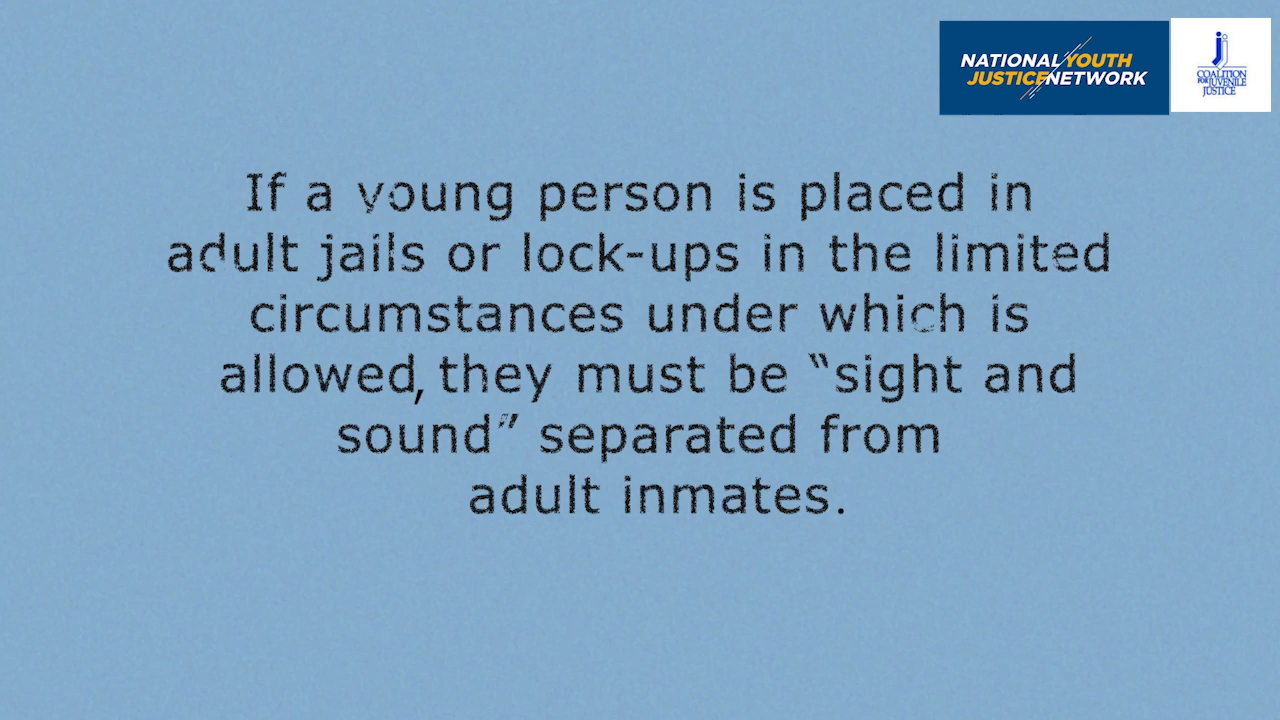 NATIONAL YOUTH
JUSTICE NETWORK
COALITION
FOR JUVENILE
JUSTICE
If a young person is placed in
adult jails or lock-ups in the limited
circumstances under which is
allowed, they must be “sight and
sound” separated from
adult inmates.